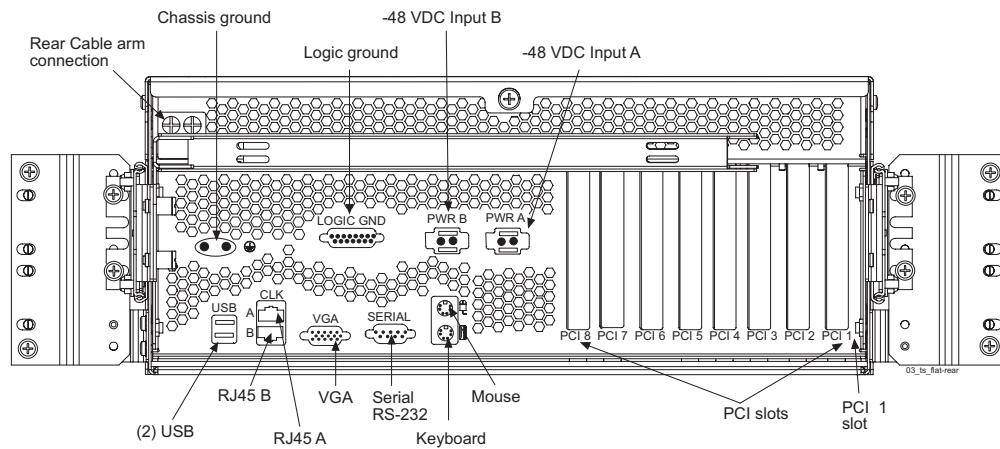 Chassis ground
-48 VDC Input B
Rear Cable arm
connection
Logic ground
-48 VDC Input A
LOGIC GND
PWR B
PWR A
CLK
USB
A
B
VGA
SERIAL
PCI 8
PCI 7
PCI 6
PCI 5
PCI 4
PCI 3
PCI 2
PCI 1
03_ts_flat-rear
RJ45 B
VGA
Serial
RS-232
Mouse
PCI slots
PCI 1
slot
(2) USB
RJ45 A
Keyboard